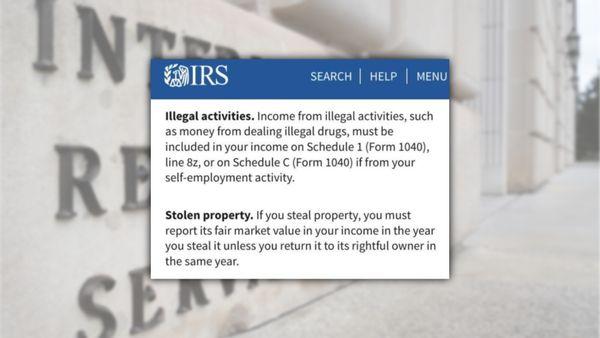 INTER
RE
SER
IRS
SEARCH | HELP | MENU
Illegal activities. Income from illegal activities, such
as money from dealing illegal drugs, must be
included in your income on Schedule 1 (Form 1040),
line 8z, or on Schedule C (Form 1040) if from your
self-employment activity.
Stolen property. If you steal property, you must
report its fair market value in your income in the year
you steal it unless you return it to its rightful owner in
the same year.